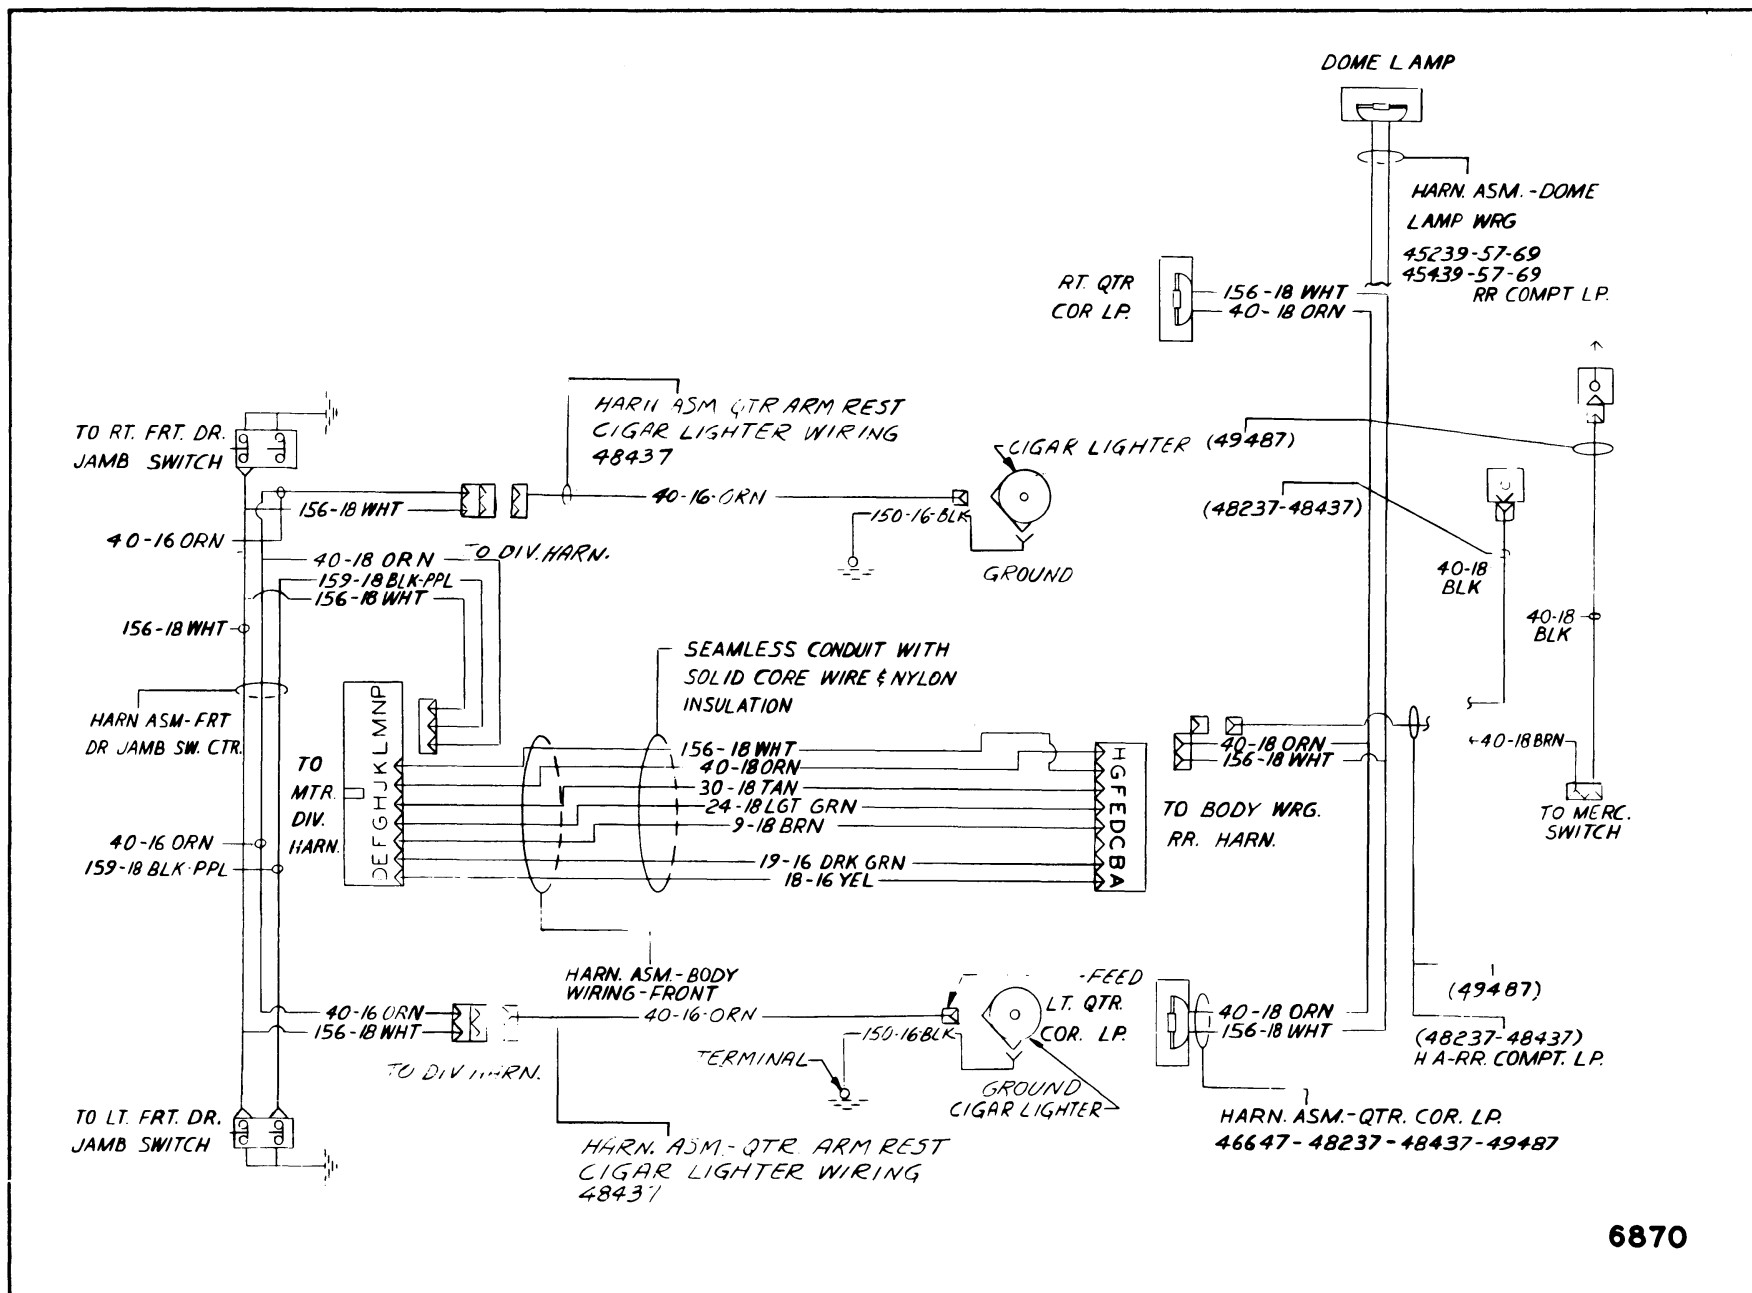 DOME LAMP
HARN. ASM.-DOME
LAMP WRG
45239-57-69
45439-57-69
RR COMPT LP.
RT. QTR
COR LP.
156-18 WHT
40-18 ORN
TO RT. FRT. DR.
JAMB SWITCH
HARN ASM QTR ARM REST
CIGAR LIGHTER WIRING
48437
CIGAR LIGHTER
(49487)
(48237-48437)
156-18 WHT
40-16 ORN
40-16-ORN
150-16-BLK
GROUND
TO DIV. HARN.
40-18 ORN
159-18 BLK-PPL
156-18 WHT
156-18 WHT
40-18
BLK
40-18
BLK
SEAMLESS CONDUIT WITH
SOLID CORE WIRE & NYLON
INSULATION
HARN ASM-FRT
DR JAMB SW. CTR.
TO
MTR.
DIV.
HARN.
DEFGHJKLMNP
156-18 WHT
40-18 ORN
30-18 TAN
24-18 LGT GRN
9-18 BRN
19-16 DRK GRN
18-16 YEL
HGFEDCBA
40-18 ORN
156-18 WHT
TO BODY WRG.
RR. HARN.
40-18 BRN
TO MERC.
SWITCH
40-16 ORN
159-18 BLK-PPL
HARN. ASM.-BODY
WIRING-FRONT
40-16 ORN
156-18 WHT
TO DIV HARN.
40-16-ORN
150-16-BLK
TERMINAL
-FEED
LT. QTR.
COR. LP.
GROUND
CIGAR LIGHTER
40-18 ORN
156-18 WHT
(49487)
(48237-48437)
H A-RR. COMPT. LP.
TO LT. FRT. DR.
JAMB SWITCH
HARN. ASM.-QTR. COR. LP.
46647-48237-48437-49487
HARN. ASM.-QTR. ARM REST
CIGAR LIGHTER WIRING
48437
6870